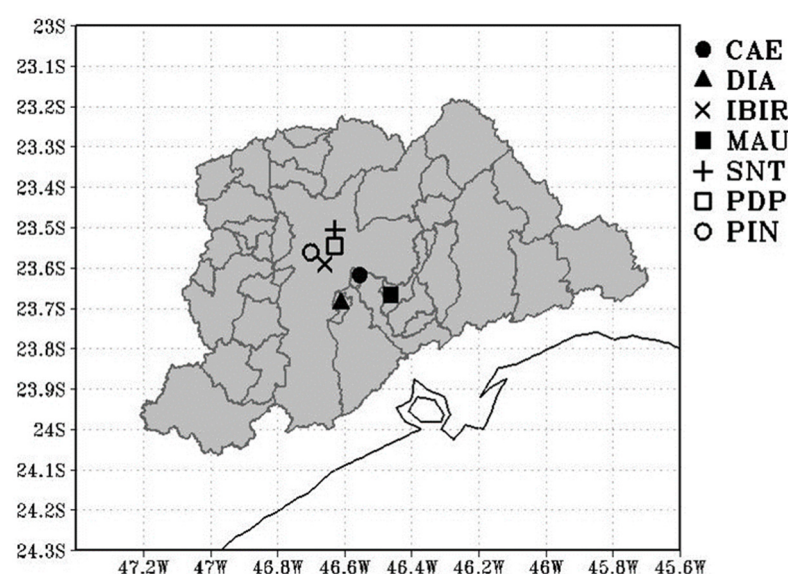 23S
23.1S
23.2S
23.3S
23.4S
23.5S
23.6S
23.7S
23.8S
23.9S
24S
24.1S
24.2S
24.3S
47.2W 47W 46.8W 46.6W 46.4W 46.2W 46W 45.8W 45.6W
CAE
DIA
IBIR
MAU
SNT
PDP
PIN